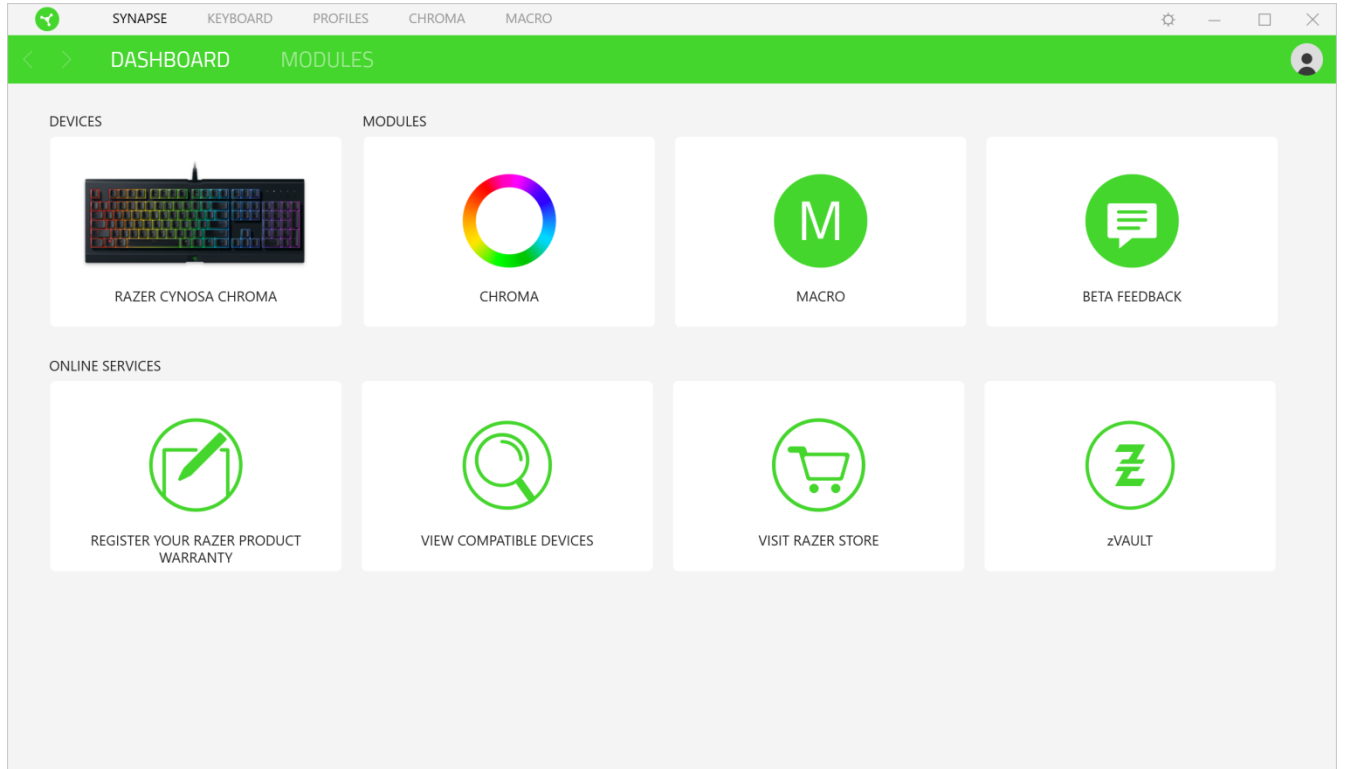 SYNAPSE KEYBOARD PROFILES CHROMA MACRO
DASHBOARD MODULES
DEVICES MODULES
RAZER CYNOSA CHROMA
CHROMA
M
MACRO
BETA FEEDBACK
ONLINE SERVICES
REGISTER YOUR RAZER PRODUCT
WARRANTY
VIEW COMPATIBLE DEVICES
VISIT RAZER STORE
Z
zVAULT